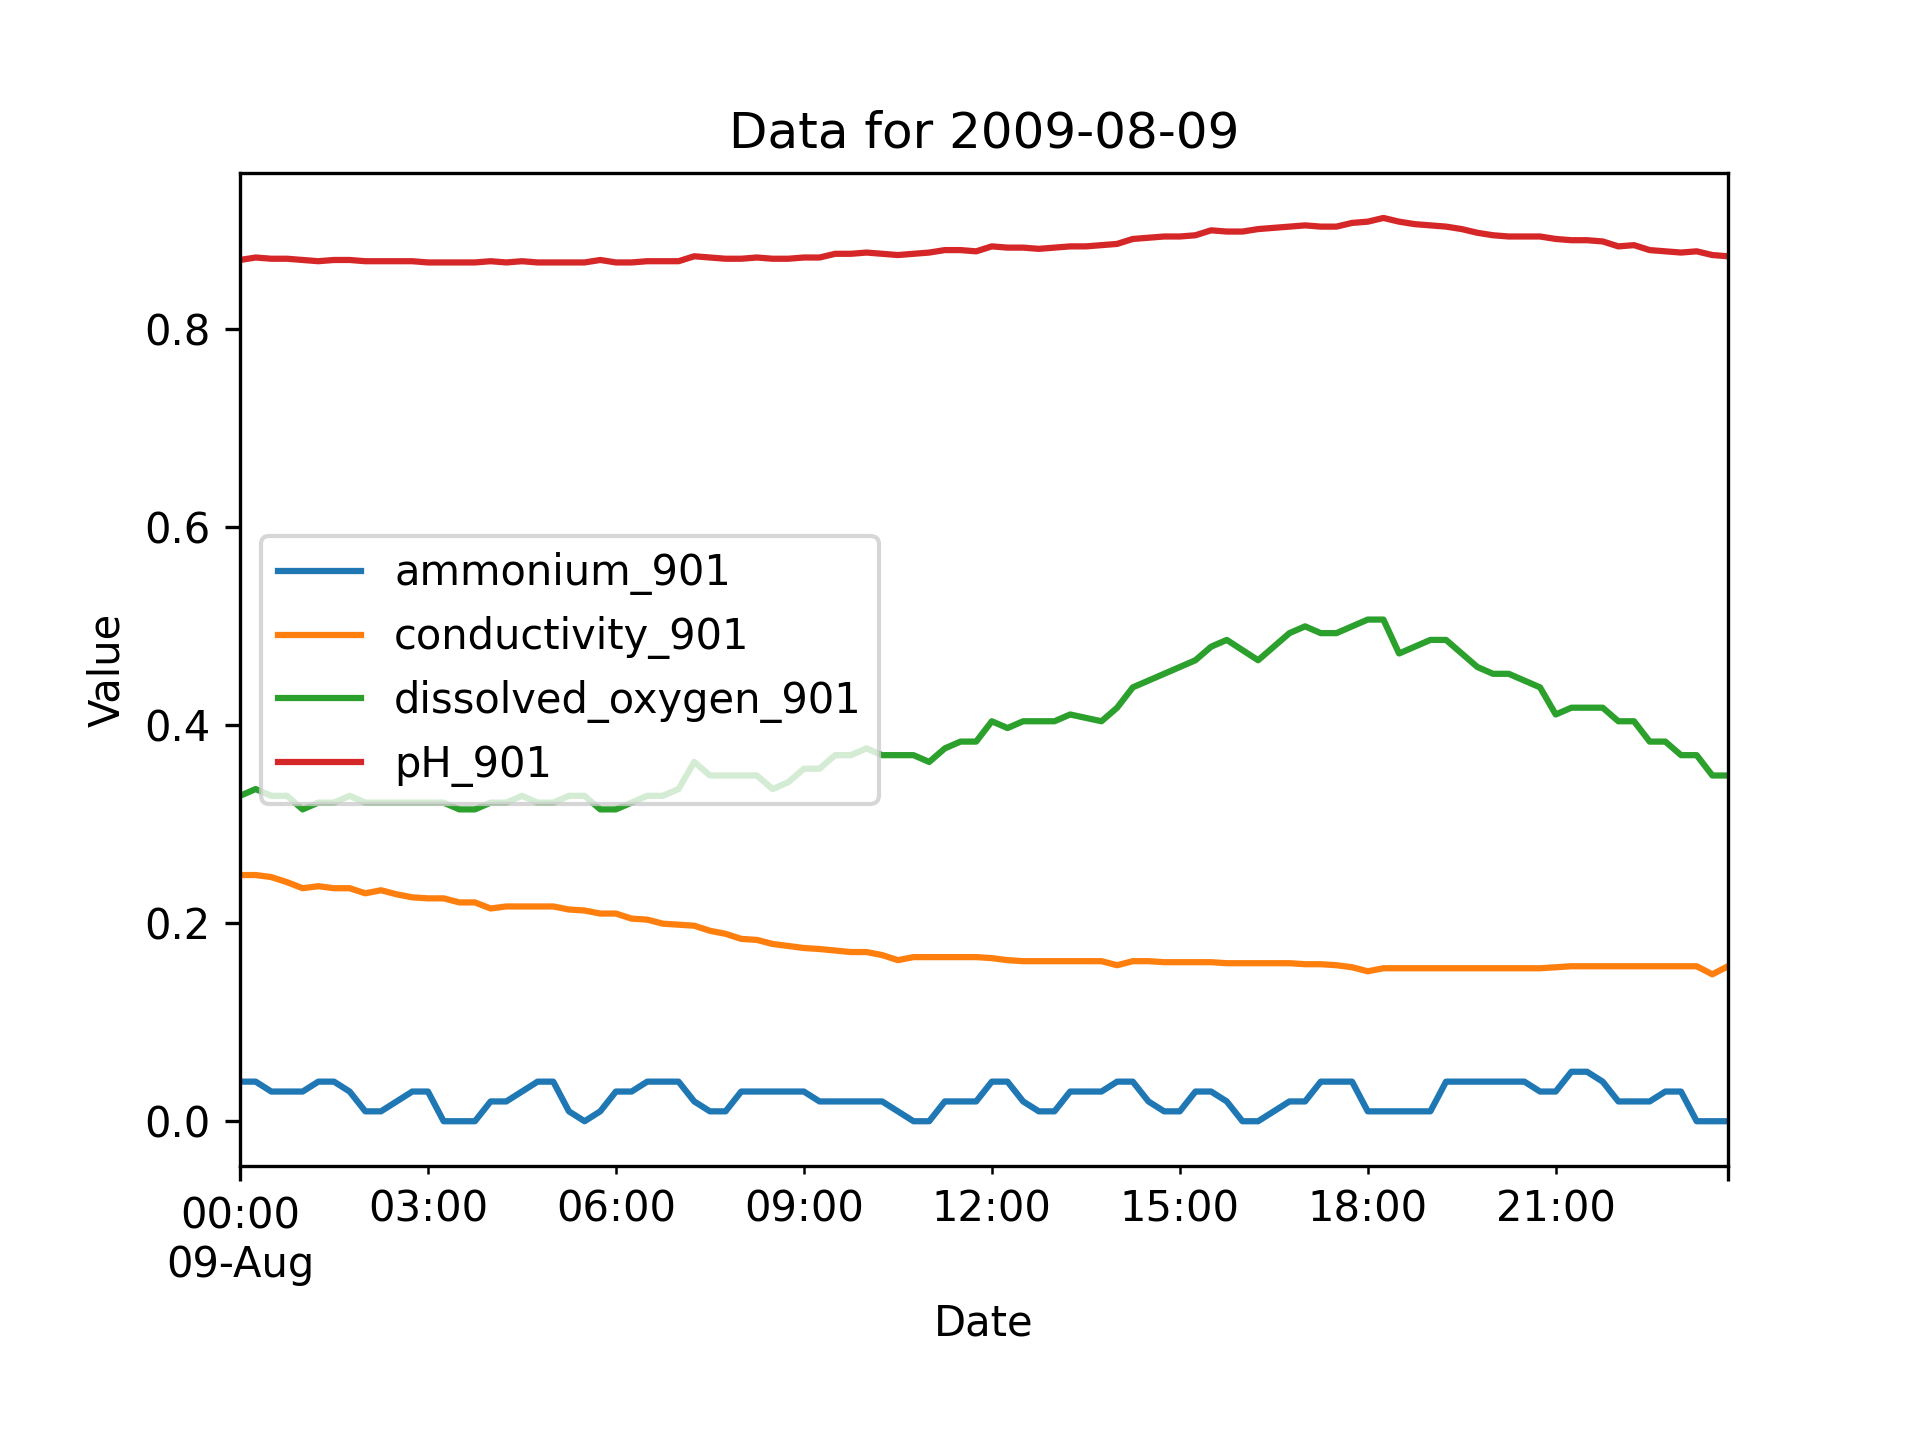 Data for 2009-08-09
Value
0.8
0.6
0.4
0.2
0.0
ammonium_901
conductivity_901
dissolved_oxygen_901
pH_901
00:00 03:00 06:00 09:00 12:00 15:00 18:00 21:00
09-Aug
Date